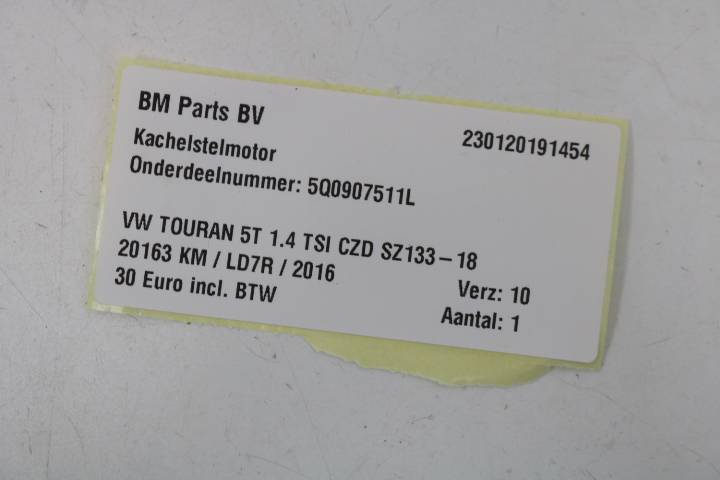 BM Parts BV
230120191454
Kachelstelmotor
Onderdeelnummer: 5Q0907511L
VW TOURAN 5T 1.4 TSI CZD SZ133-18
20163 KM / LD7R / 2016
Verz: 10
30 Euro incl. BTW
Aantal: 1